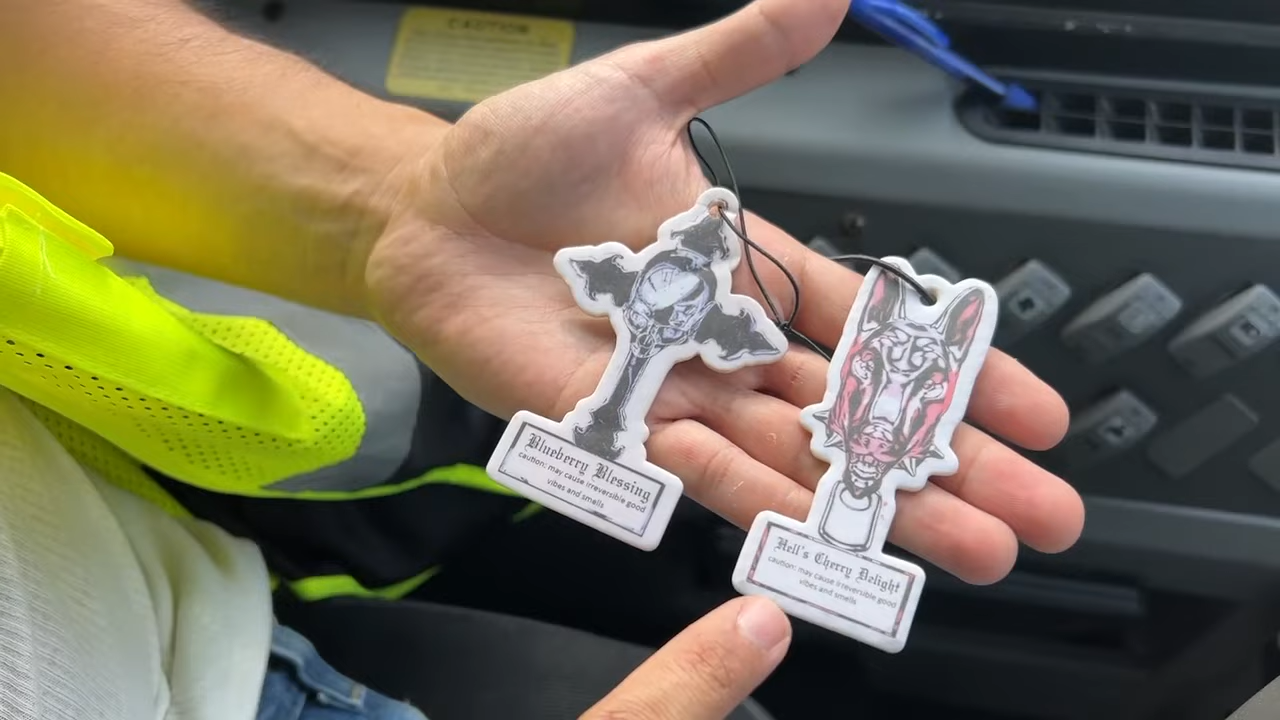 CAUTION
Blueberry Blessing
caution: may cause irreversible good
vibes and smells
Hell's Cherry Delight
caution: may cause irreversible good
vibes and smells